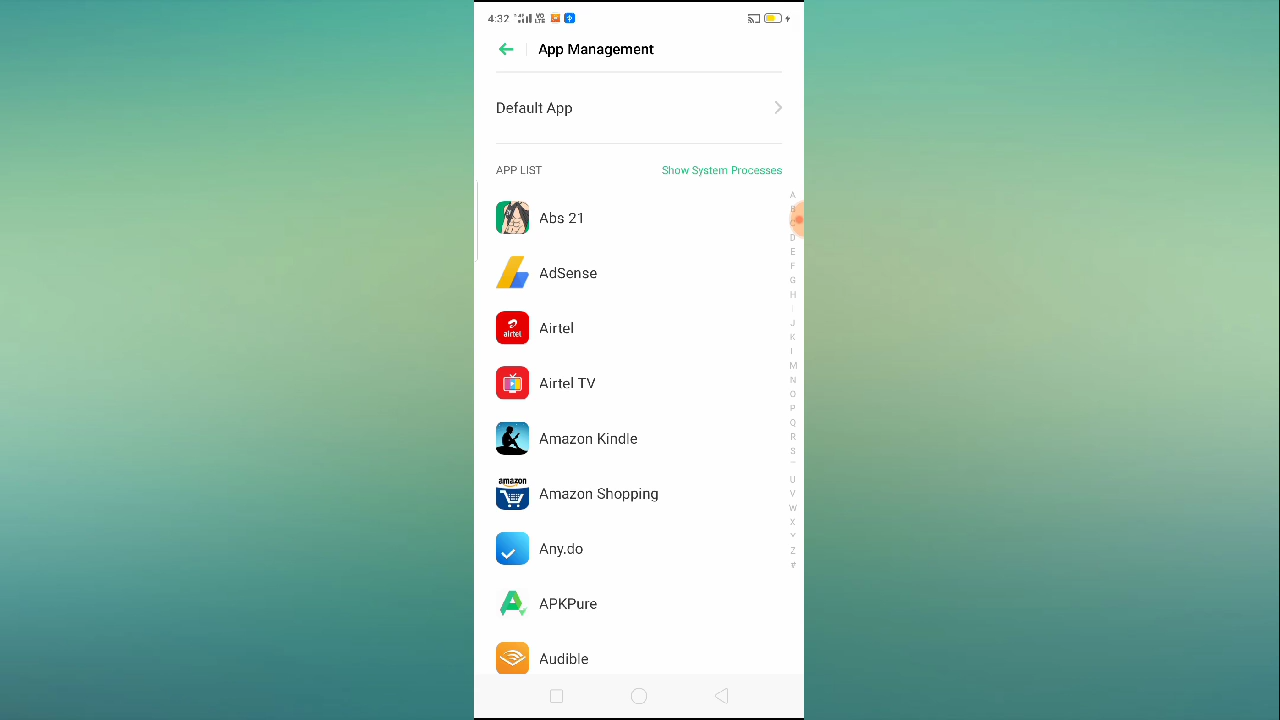 4:32
App Management
Default App
APP LIST Show System Processes
Abs 21
AdSense
airtel Airtel
Airtel TV
Amazon Kindle
amazon Amazon Shopping
Any.do
APKPure
Audible
A
B
D
E
F
G
H
I
J
K
M
N
O
P
Q
R
S
U
V
W
X
Y
Z
#